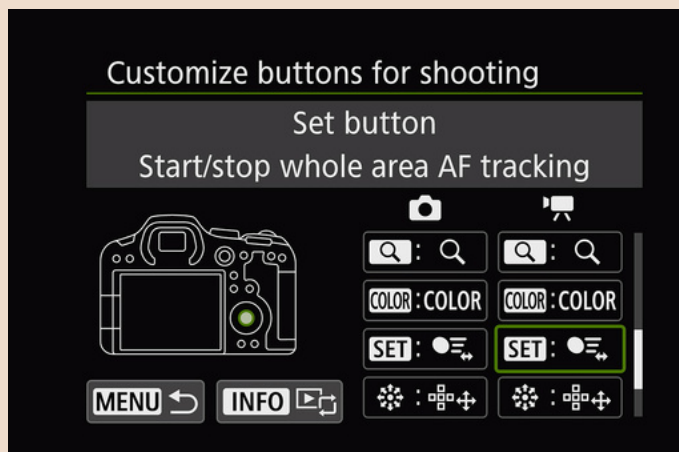 Customize buttons for shooting
Set button
Start/stop whole area AF tracking
: :
COLOR : COLOR COLOR : COLOR
SET : SET :
: :
MENU INFO